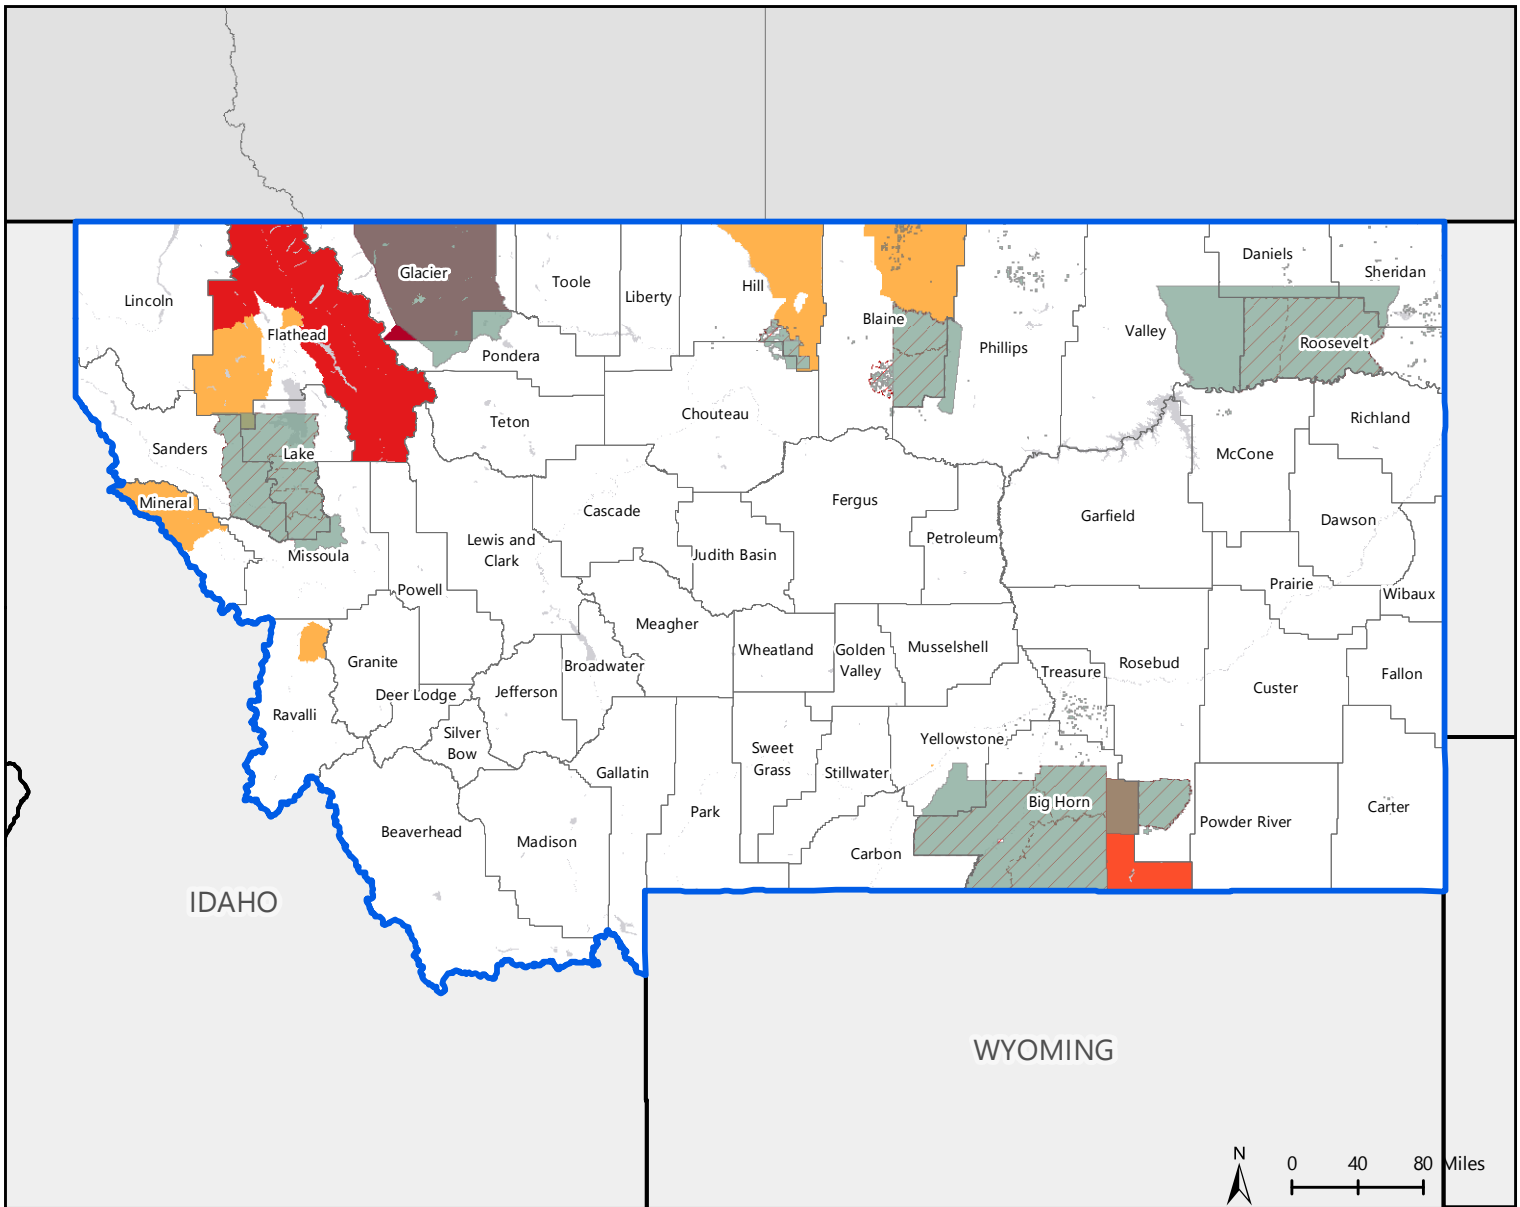 Daniels
Sheridan
Glacier
Toole
Hill
Liberty
Lincoln
Blaine
Valley
Flathead
Roosevelt
Phillips
Pondera
Chouteau
Richland
Teton
Sanders
Lake
McCone
Mineral
Fergus
Cascade
Garfield
Dawson
Petroleum
Lewis and
Clark
Judith Basin
Missoula
Prairie
Powell
Wibaux
Meagher
Musselshell
Wheatland
Golden
Valley
Granite
Broadwater
Rosebud
Treasure
Fallon
Custer
Deer Lodge
Jefferson
Ravalli
Silver
Bow
Yellowstone
Sweet
Grass
Gallatin
Stillwater
Big Horn
Carter
Park
Powder River
Beaverhead
Madison
Carbon
IDAHO
WYOMING
N
0 40 80 Miles